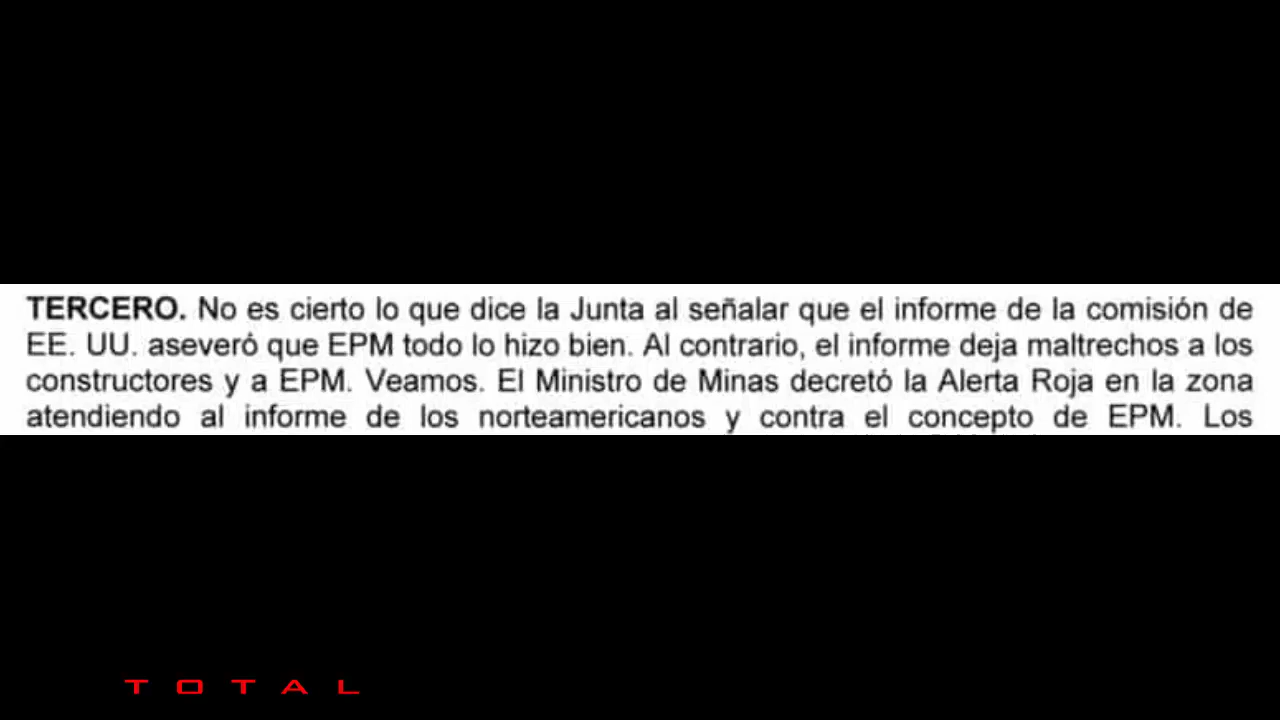 TERCERO. No es cierto lo que dice la Junta al señalar que el informe de la comisión de
EE. UU. aseveró que EPM todo lo hizo bien. Al contrario, el informe deja maltrechos a los
constructores y a EPM. Veamos. El Ministro de Minas decretó la Alerta Roja en la zona
atendiendo al informe de los norteamericanos y contra el concepto de EPM. Los
TOTAL